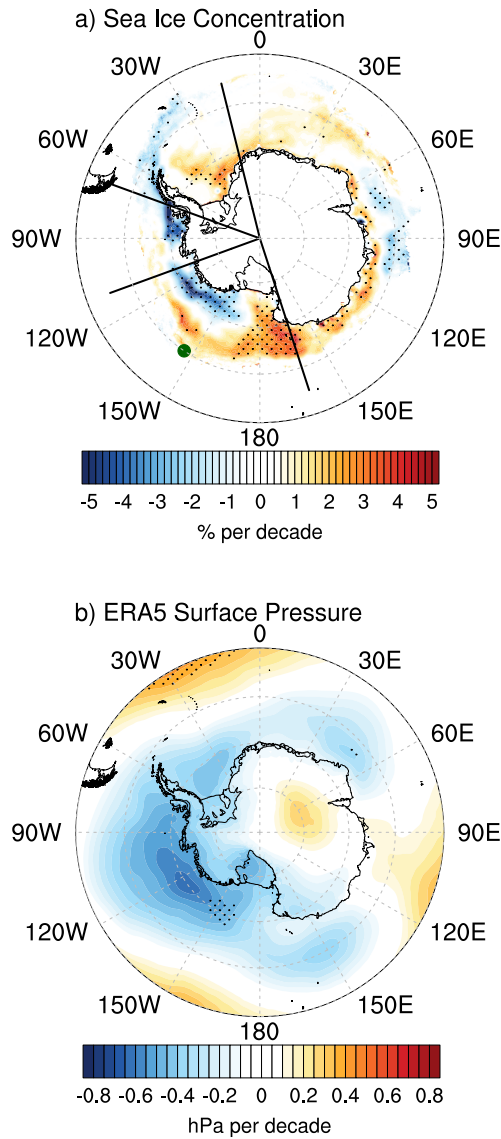 a) Sea Ice Concentration
0
30W 30E
60W 60E
90W 90E
120W 120E
150W 150E
180
-5 -4 -3 -2 -1 0 1 2 3 4 5
% per decade
b) ERA5 Surface Pressure
0
30W 30E
60W 60E
90W 90E
120W 120E
150W 150E
180
-0.8 -0.6 -0.4 -0.2 0 0.2 0.4 0.6 0.8
hPa per decade